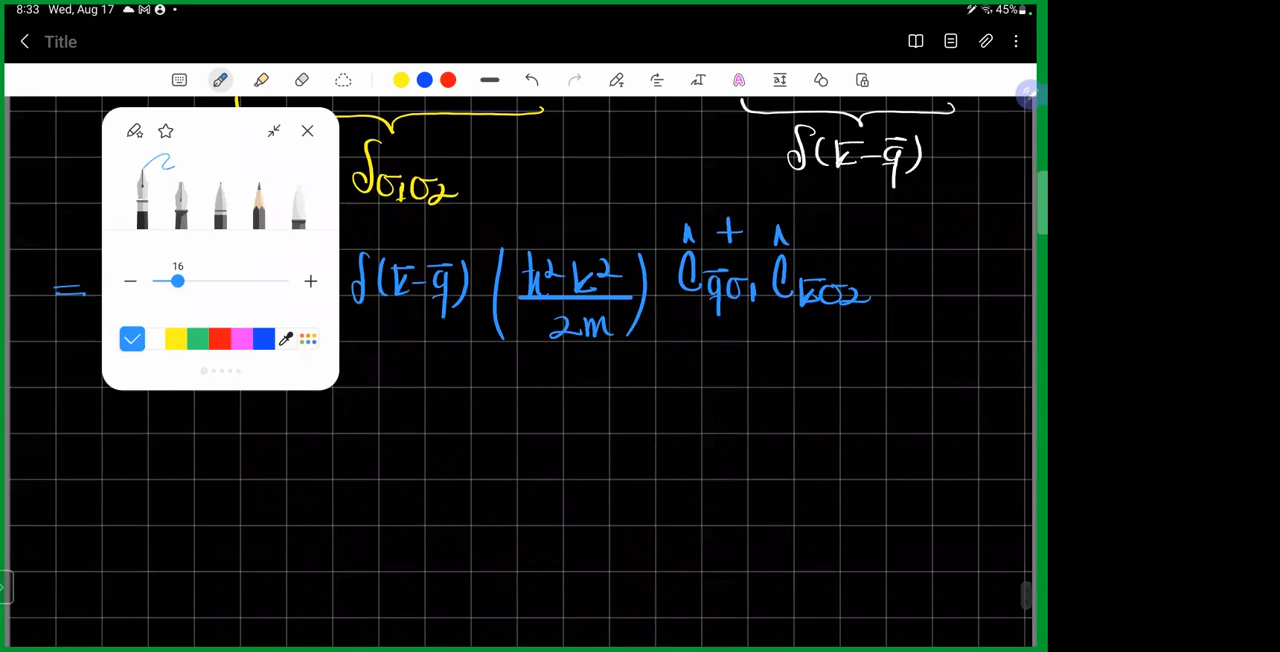 8:33 Wed, Aug 17
45%
Title
δ(k̄−q̄)
δσ₁σ₂
16
= δ(k̄−q̄) (ħ²k²/2m) ĉ⁺q̄σ₁ ĉk̄σ₂